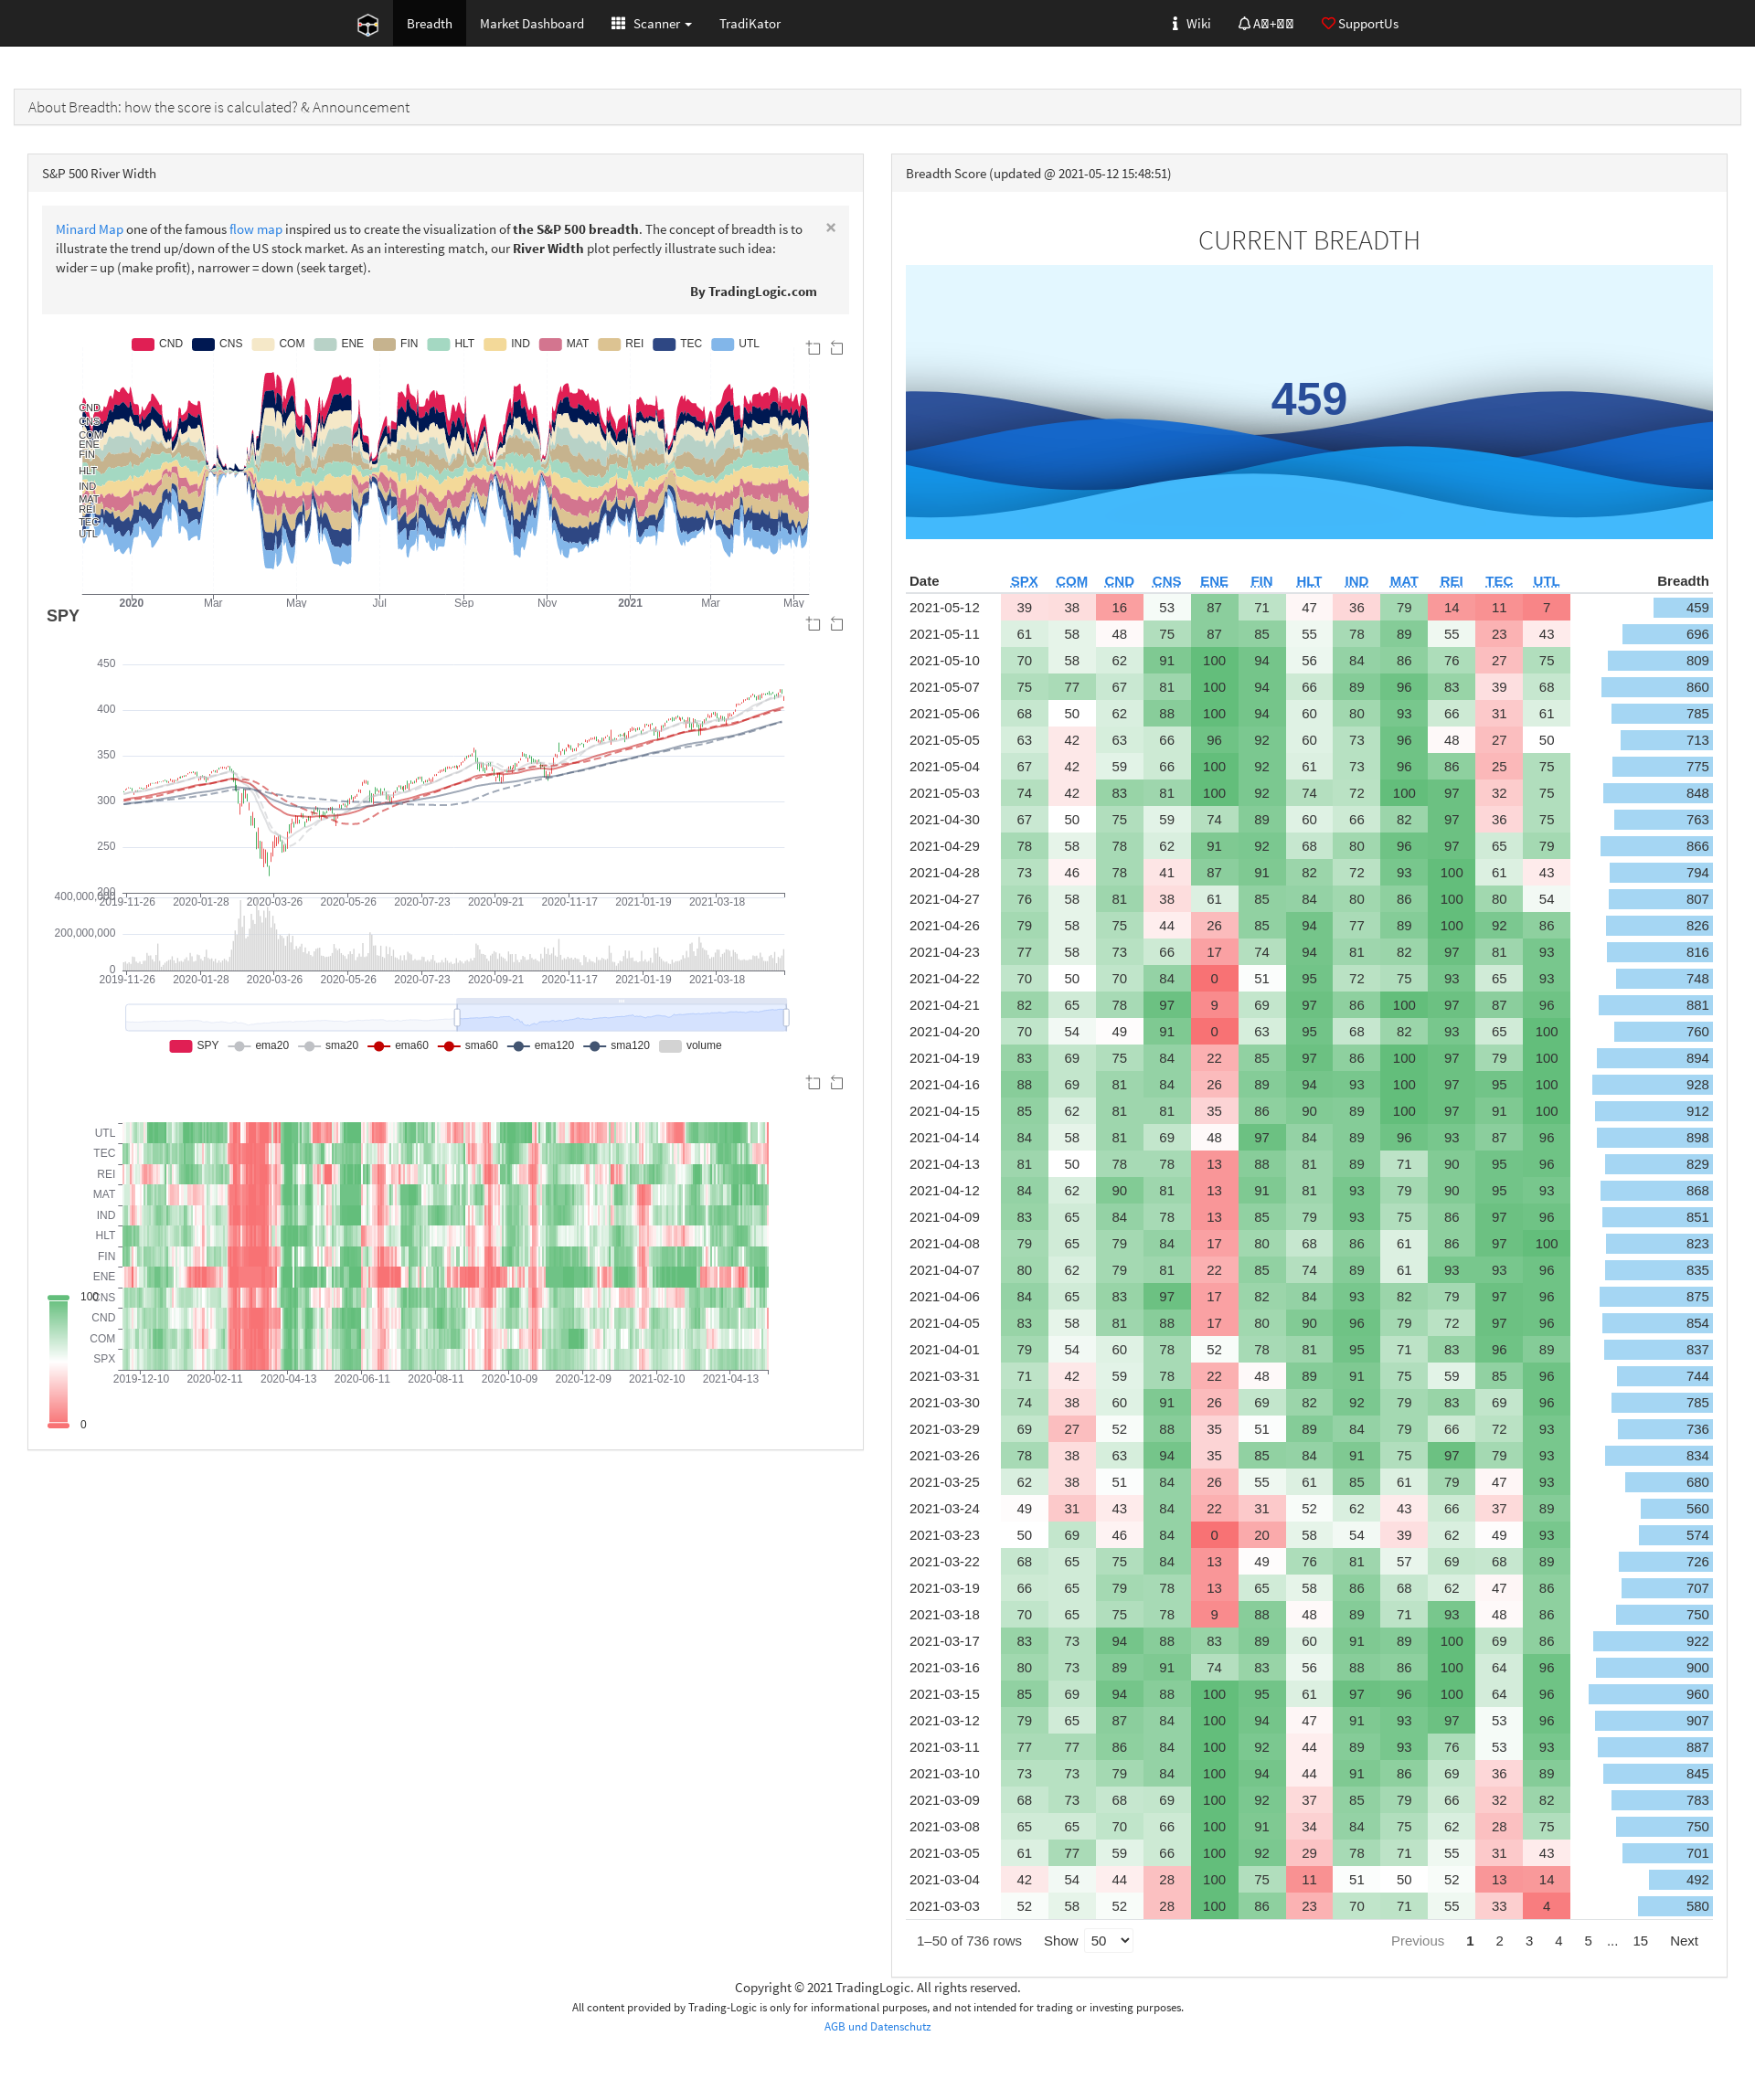 Breadth Market Dashboard Scanner TradiKator Wiki SupportUs
About Breadth: how the score is calculated? & Announcement
S&P 500 River Width
Minard Map one of the famous flow map inspired us to create the visualization of the S&P 500 breadth. The concept of breadth is to
illustrate the trend up/down of the US stock market. As an interesting match, our River Width plot perfectly illustrate such idea:
wider = up (make profit), narrower = down (seek target).
×
By TradingLogic.com
CND CNS COM ENE FIN HLT IND MAT REI TEC UTL
CND
CNS
COM
ENE
FIN
HLT
IND
MAT
REI
TEC
UTL
2020 Mar May Jul Sep Nov 2021 Mar May
SPY
450
400
350
300
250
200
2019-11-26 2020-01-28 2020-03-26 2020-05-26 2020-07-23 2020-09-21 2020-11-17 2021-01-19 2021-03-18
400,000,000
200,000,000
0
2019-11-26 2020-01-28 2020-03-26 2020-05-26 2020-07-23 2020-09-21 2020-11-17 2021-01-19 2021-03-18
SPY ema20 sma20 ema60 sma60 ema120 sma120 volume
UTL
TEC
REI
MAT
IND
HLT
FIN
ENE
CNS
CND
COM
SPX
2019-12-10 2020-02-11 2020-04-13 2020-06-11 2020-08-11 2020-10-09 2020-12-09 2021-02-10 2021-04-13
100
0
Breadth Score (updated @ 2021-05-12 15:48:51)
CURRENT BREADTH
459
Date SPX COM CND CNS ENE FIN HLT IND MAT REI TEC UTL Breadth
2021-05-12 39 38 16 53 87 71 47 36 79 14 11 7 459
2021-05-11 61 58 48 75 87 85 55 78 89 55 23 43 696
2021-05-10 70 58 62 91 100 94 56 84 86 76 27 75 809
2021-05-07 75 77 67 81 100 94 66 89 96 83 39 68 860
2021-05-06 68 50 62 88 100 94 60 80 93 66 31 61 785
2021-05-05 63 42 63 66 96 92 60 73 96 48 27 50 713
2021-05-04 67 42 59 66 100 92 61 73 96 86 25 75 775
2021-05-03 74 42 83 81 100 92 74 72 100 97 32 75 848
2021-04-30 67 50 75 59 74 89 60 66 82 97 36 75 763
2021-04-29 78 58 78 62 91 92 68 80 96 97 65 79 866
2021-04-28 73 46 78 41 87 91 82 72 93 100 61 43 794
2021-04-27 76 58 81 38 61 85 84 80 86 100 80 54 807
2021-04-26 79 58 75 44 26 85 94 77 89 100 92 86 826
2021-04-23 77 58 73 66 17 74 94 81 82 97 81 93 816
2021-04-22 70 50 70 84 0 51 95 72 75 93 65 93 748
2021-04-21 82 65 78 97 9 69 97 86 100 97 87 96 881
2021-04-20 70 54 49 91 0 63 95 68 82 93 65 100 760
2021-04-19 83 69 75 84 22 85 97 86 100 97 79 100 894
2021-04-16 88 69 81 84 26 89 94 93 100 97 95 100 928
2021-04-15 85 62 81 81 35 86 90 89 100 97 91 100 912
2021-04-14 84 58 81 69 48 97 84 89 96 93 87 96 898
2021-04-13 81 50 78 78 13 88 81 89 71 90 95 96 829
2021-04-12 84 62 90 81 13 91 81 93 79 90 95 93 868
2021-04-09 83 65 84 78 13 85 79 93 75 86 97 96 851
2021-04-08 79 65 79 84 17 80 68 86 61 86 97 100 823
2021-04-07 80 62 79 81 22 85 74 89 61 93 93 96 835
2021-04-06 84 65 83 97 17 82 84 93 82 79 97 96 875
2021-04-05 83 58 81 88 17 80 90 96 79 72 97 96 854
2021-04-01 79 54 60 78 52 78 81 95 71 83 96 89 837
2021-03-31 71 42 59 78 22 48 89 91 75 59 85 96 744
2021-03-30 74 38 60 91 26 69 82 92 79 83 69 96 785
2021-03-29 69 27 52 88 35 51 89 84 79 66 72 93 736
2021-03-26 78 38 63 94 35 85 84 91 75 97 79 93 834
2021-03-25 62 38 51 84 26 55 61 85 61 79 47 93 680
2021-03-24 49 31 43 84 22 31 52 62 43 66 37 89 560
2021-03-23 50 69 46 84 0 20 58 54 39 62 49 93 574
2021-03-22 68 65 75 84 13 49 76 81 57 69 68 89 726
2021-03-19 66 65 79 78 13 65 58 86 68 62 47 86 707
2021-03-18 70 65 75 78 9 88 48 89 71 93 48 86 750
2021-03-17 83 73 94 88 83 89 60 91 89 100 69 86 922
2021-03-16 80 73 89 91 74 83 56 88 86 100 64 96 900
2021-03-15 85 69 94 88 100 95 61 97 96 100 64 96 960
2021-03-12 79 65 87 84 100 94 47 91 93 97 53 96 907
2021-03-11 77 77 86 84 100 92 44 89 93 76 53 93 887
2021-03-10 73 73 79 84 100 94 44 91 86 69 36 89 845
2021-03-09 68 73 68 69 100 92 37 85 79 66 32 82 783
2021-03-08 65 65 70 66 100 91 34 84 75 62 28 75 750
2021-03-05 61 77 59 66 100 92 29 78 71 55 31 43 701
2021-03-04 42 54 44 28 100 75 11 51 50 52 13 14 492
2021-03-03 52 58 52 28 100 86 23 70 71 55 33 4 580
1–50 of 736 rows Show 50 Previous 1 2 3 4 5 ... 15 Next
Copyright © 2021 TradingLogic. All rights reserved.
All content provided by Trading-Logic is only for informational purposes, and not intended for trading or investing purposes.
AGB und Datenschutz